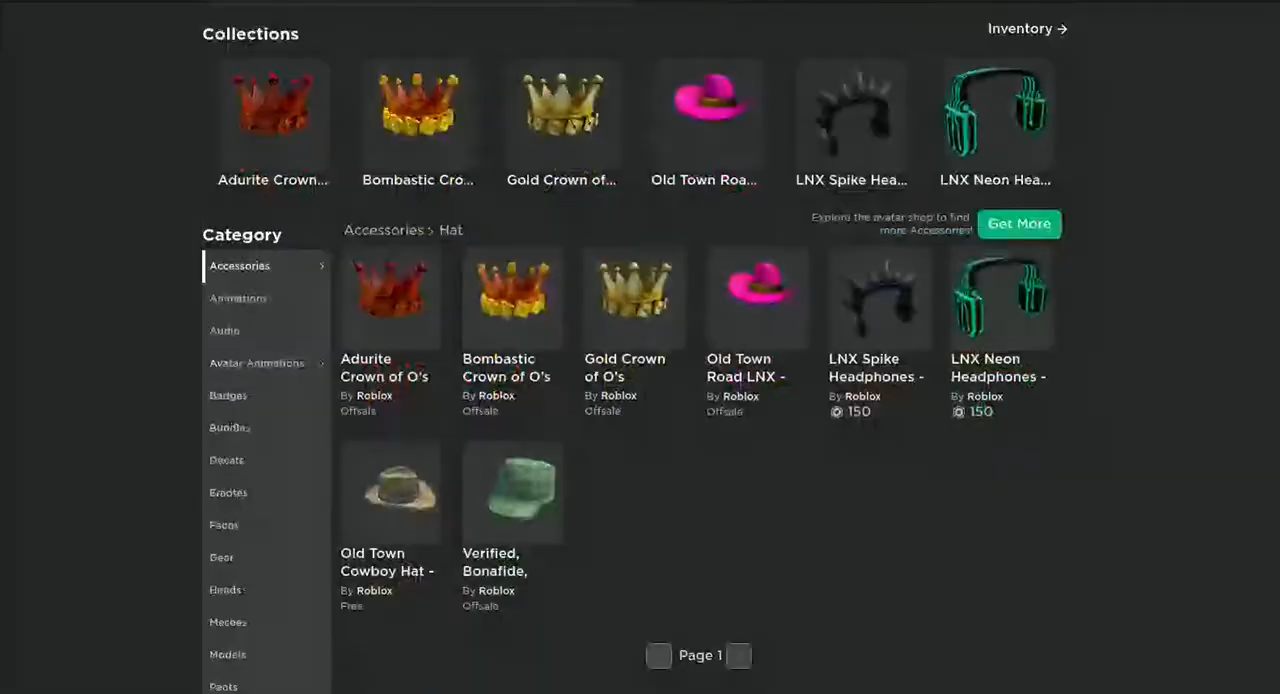 Collections
Inventory →
Adurite Crown...
Bombastic Cro...
Gold Crown of...
Old Town Roa...
LNX Spike Hea...
LNX Neon Hea...
Category
Accessories › Hat
Explore the avatar shop to find
more Accessories!
Get More
Accessories
Animations
Audio
Avatar Animations
Badges
Bundles
Decals
Emotes
Faces
Gear
Heads
Meshes
Models
Pants
Adurite
Crown of O's
By Roblox
Offsale
Bombastic
Crown of O's
By Roblox
Offsale
Gold Crown
of O's
By Roblox
Offsale
Old Town
Road LNX -
By Roblox
Offsale
LNX Spike
Headphones -
By Roblox
150
LNX Neon
Headphones -
By Roblox
150
Old Town
Cowboy Hat -
By Roblox
Free
Verified,
Bonafide,
By Roblox
Offsale
Page 1